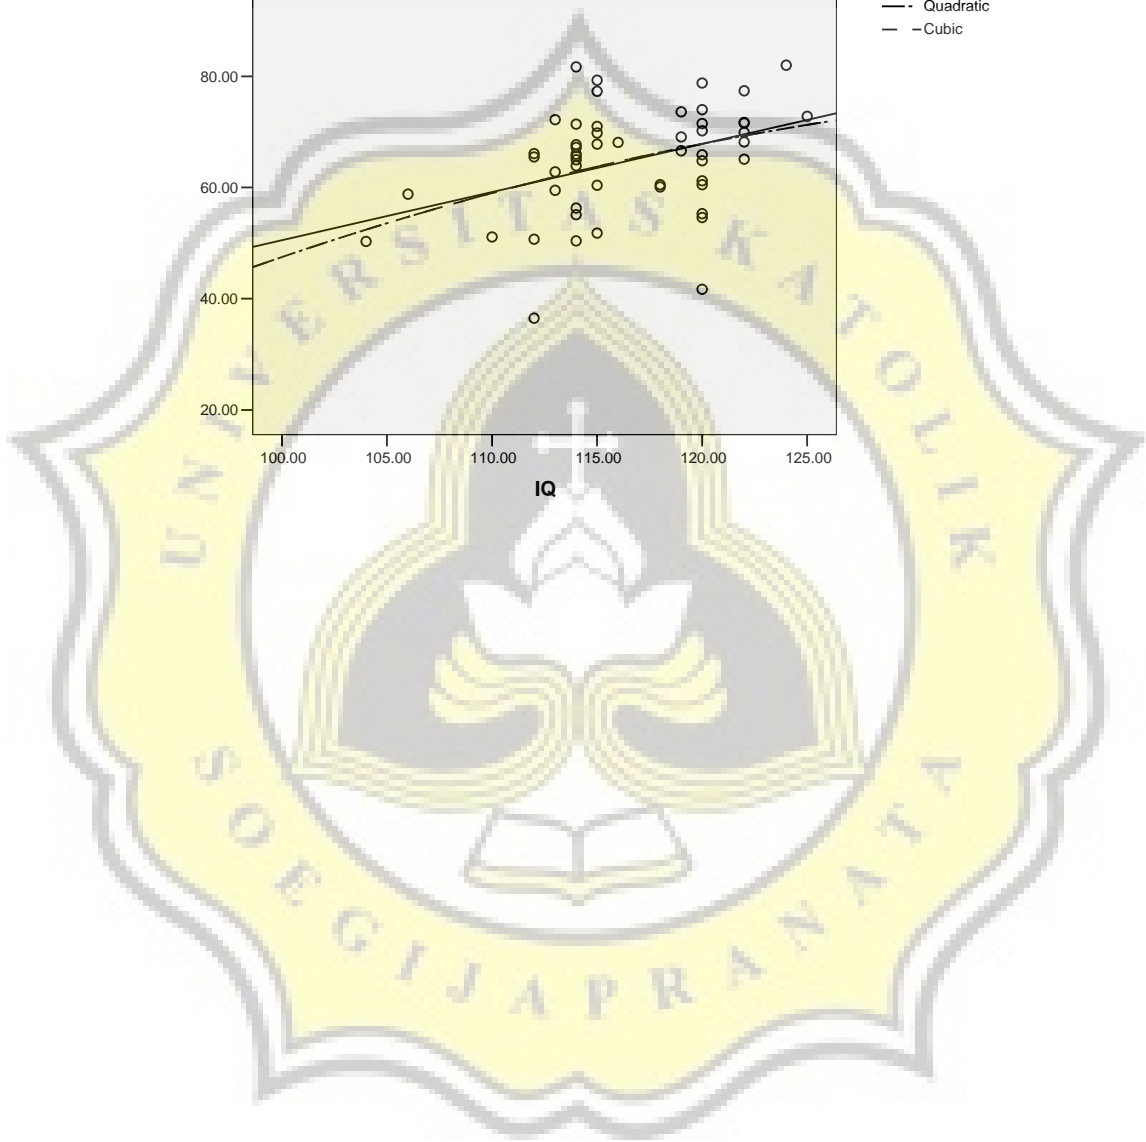 Quadratic
Cubic
80.00
60.00
40.00
20.00
100.00 105.00 110.00 115.00 120.00 125.00
IQ
UNIVERSITAS KATOLIK
SOEGIJAPRANATA